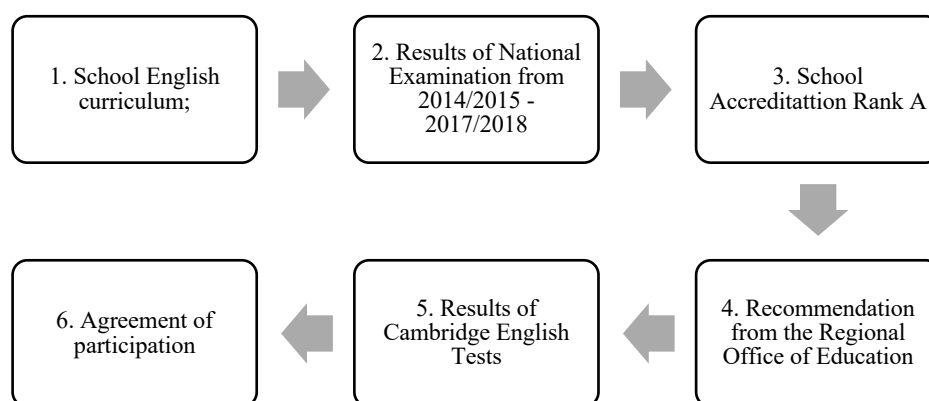 1. School English
curriculum;
2. Results of National
Examination from
2014/2015 -
2017/2018
3. School
Accreditattion Rank A
4. Recommendation
from the Regional
Office of Education
5. Results of
Cambridge English
Tests
6. Agreement of
participation